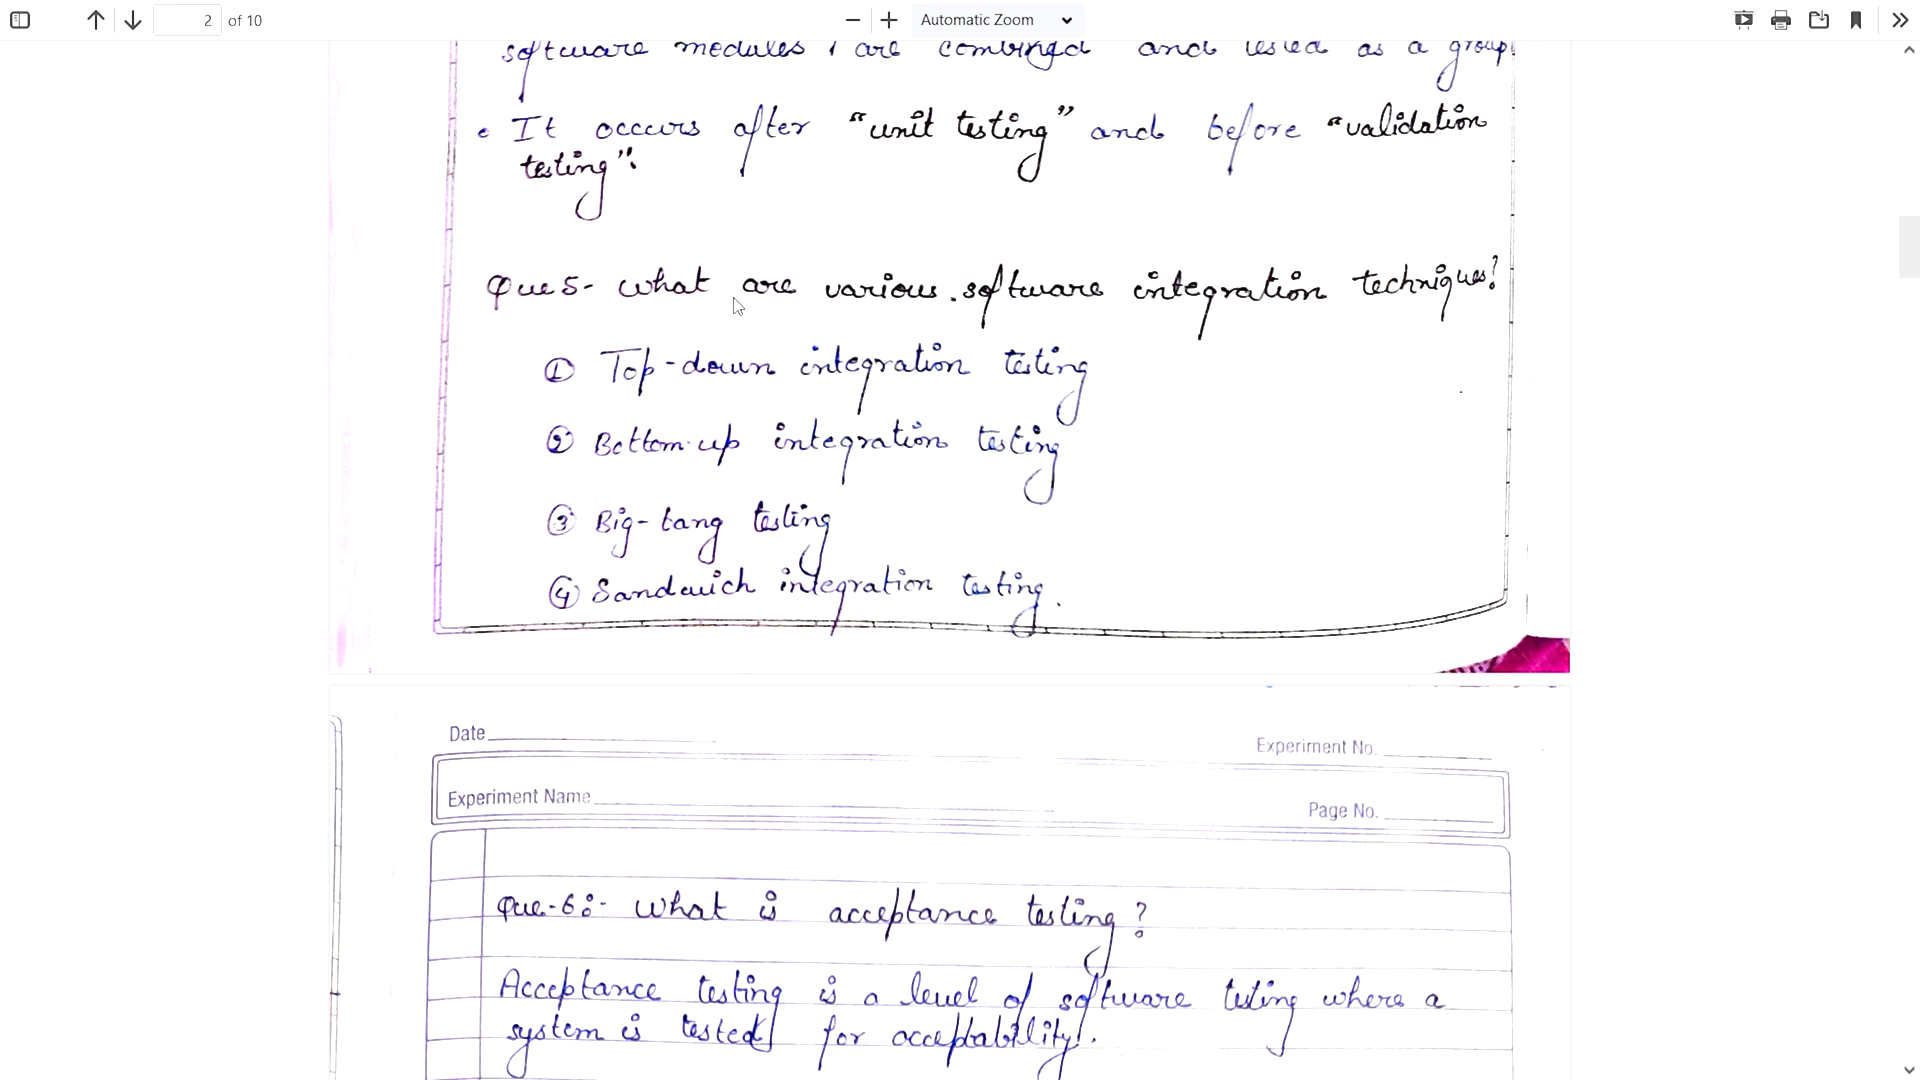 2 of 10 Automatic Zoom
software modules, are combined and tested as a group.
• It occurs after "unit testing" and before "validation
testing".
Que 5- What are various software integration techniques?
① Top-down integration testing
② Bottom-up integration testing
③ Big-bang testing
④ Sandwich integration testing.
Date
Experiment No.
Experiment Name
Page No.
Que-6:- What is acceptance testing?
Acceptance testing is a level of software testing where a
system is tested for acceptability.